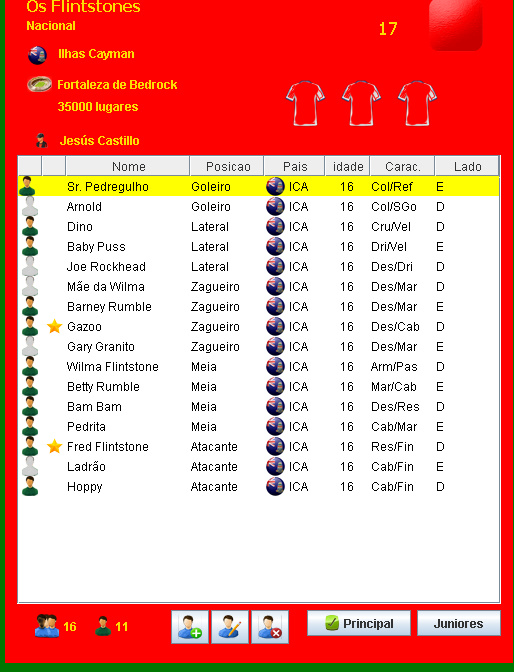 Os Flintstones
Nacional
17
Ilhas Cayman
Fortaleza de Bedrock
35000 lugares
Jesús Castillo
Nome Posicao Pais idade Carac. Lado
Sr. Pedregulho Goleiro ICA 16 Col/Ref E
Arnold Goleiro ICA 16 Col/SGo D
Dino Lateral ICA 16 Cru/Vel D
Baby Puss Lateral ICA 16 Dri/Vel E
Joe Rockhead Lateral ICA 16 Des/Dri D
Mãe da Wilma Zagueiro ICA 16 Des/Mar D
Barney Rumble Zagueiro ICA 16 Des/Mar E
Gazoo Zagueiro ICA 16 Des/Cab D
Gary Granito Zagueiro ICA 16 Des/Mar E
Wilma Flintstone Meia ICA 16 Arm/Pas D
Betty Rumble Meia ICA 16 Mar/Cab E
Bam Bam Meia ICA 16 Des/Res D
Pedrita Meia ICA 16 Cab/Mar E
Fred Flintstone Atacante ICA 16 Res/Fin D
Ladrão Atacante ICA 16 Cab/Fin E
Hoppy Atacante ICA 16 Cab/Fin D
16 11 Principal Juniores